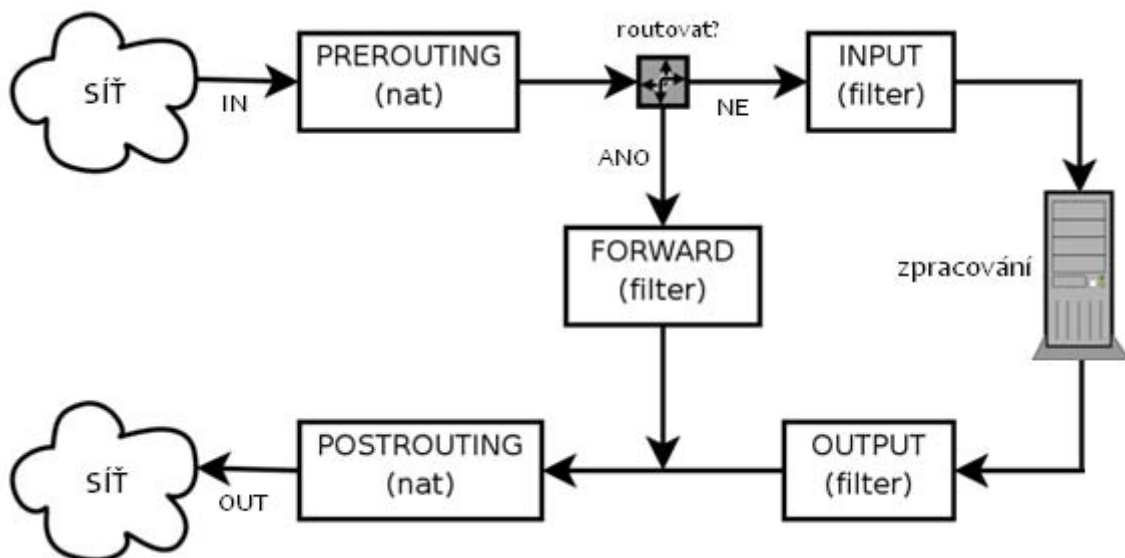 routovat?
SÍŤ
IN
PREROUTING
(nat)
NE
INPUT
(filter)
ANO
FORWARD
(filter)
zpracování
SÍŤ
OUT
POSTROUTING
(nat)
OUTPUT
(filter)